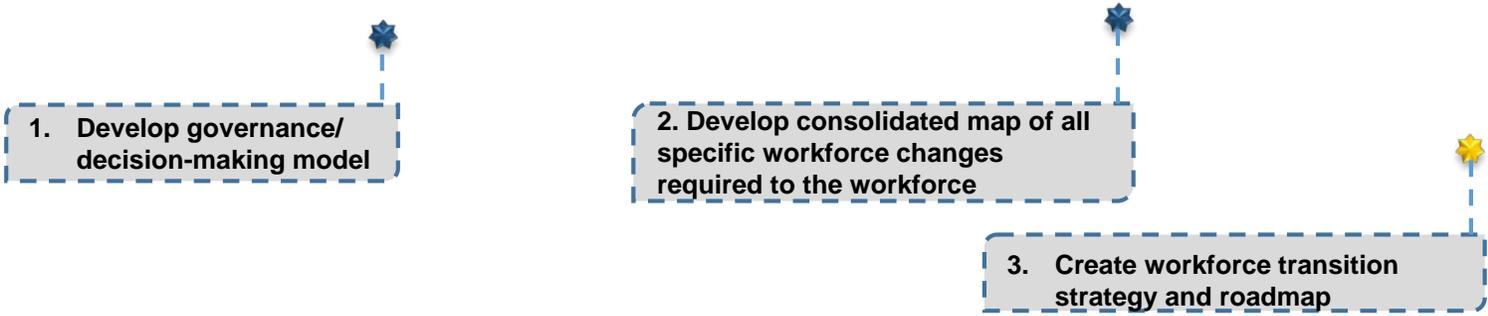 1. Develop governance/
decision-making model
2. Develop consolidated map of all
specific workforce changes
required to the workforce
3. Create workforce transition
strategy and roadmap